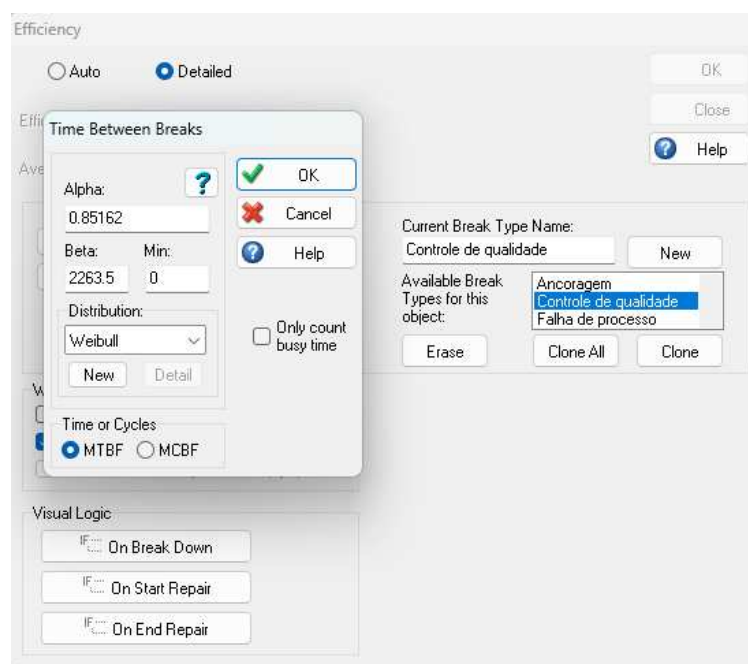 Efficiency
Auto
Detailed
OK
Close
Help
Effi
Ave
Time Between Breaks
Alpha:
?
0.85162
Beta: Min:
2263.5 0
Distribution:
Weibull
New Detail
Time or Cycles
MTBF MCBF
OK
Cancel
Help
Only count
busy time
Current Break Type Name:
Controle de qualidade
New
Available Break
Types for this
object:
Ancoragem
Controle de qualidade
Falha de processo
Erase Clone All Clone
Visual Logic
On Break Down
On Start Repair
On End Repair